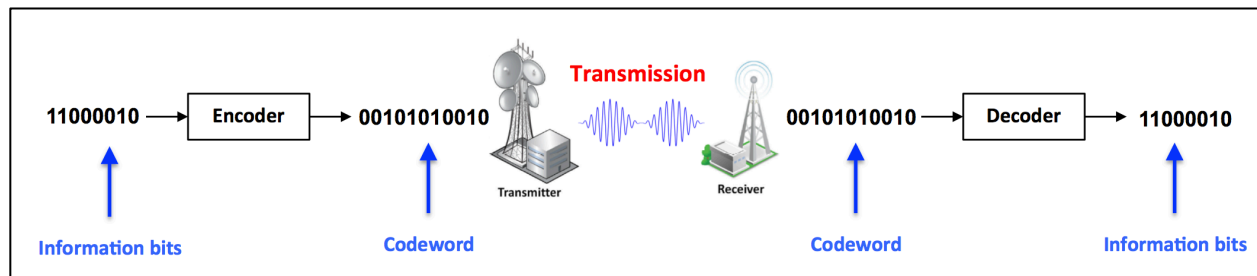 Transmission
11000010
Encoder
00101010010
00101010010
Decoder
11000010
Transmitter
Receiver
Information bits
Codeword
Codeword
Information bits